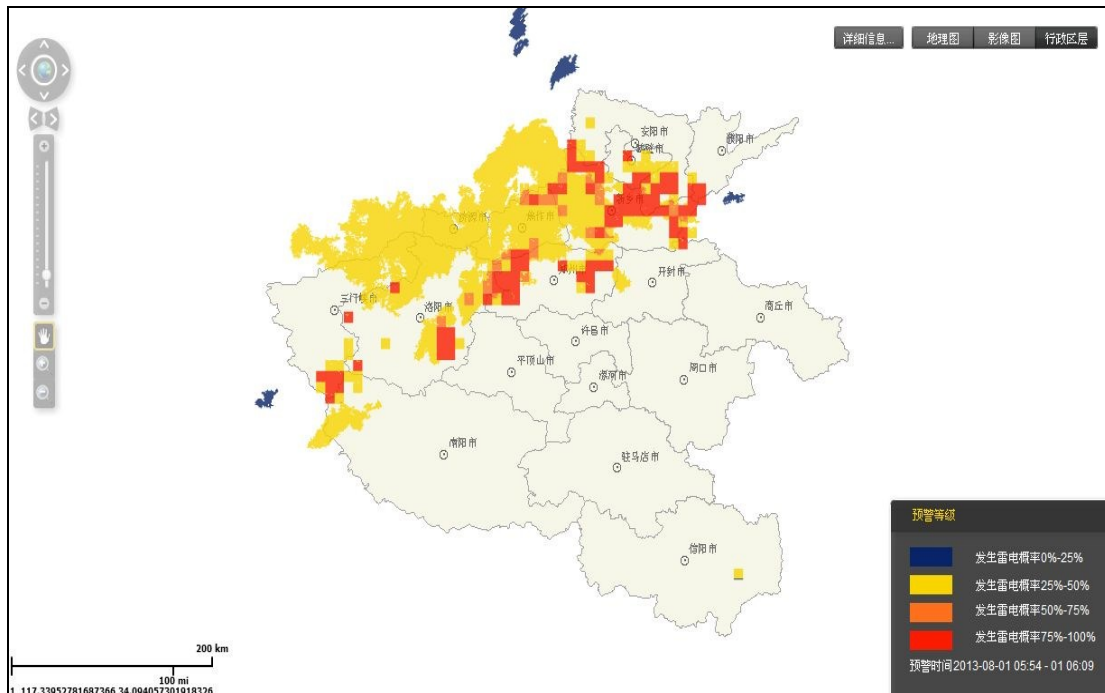 详细信息... 地理图 影像图 行政区层
安阳市
鹤壁市
濮阳市
新乡市
济源市 焦作市
郑州市
开封市
三门峡市
洛阳市
商丘市
许昌市
平顶山市
漯河市
周口市
南阳市
驻马店市
信阳市
预警等级
发生雷电概率0%-25%
发生雷电概率25%-50%
发生雷电概率50%-75%
发生雷电概率75%-100%
预警时间2013-08-01 05:54 - 01 06:09
200 km
100 mi